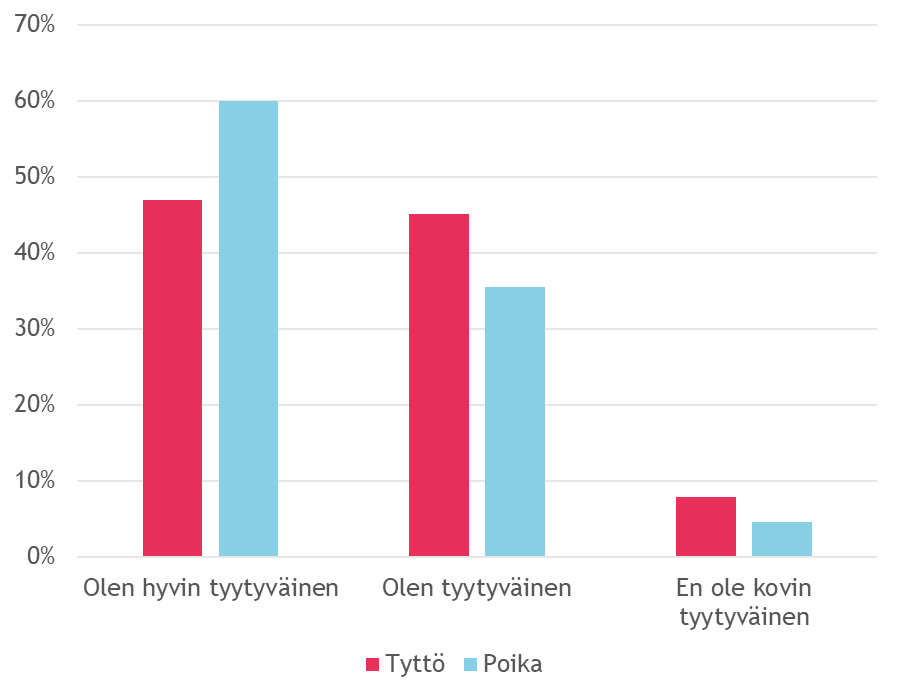 70%
60%
50%
40%
30%
20%
10%
0%
Olen hyvin tyytyväinen
Olen tyytyväinen
En ole kovin
tyytyväinen
Tyttö
Poika